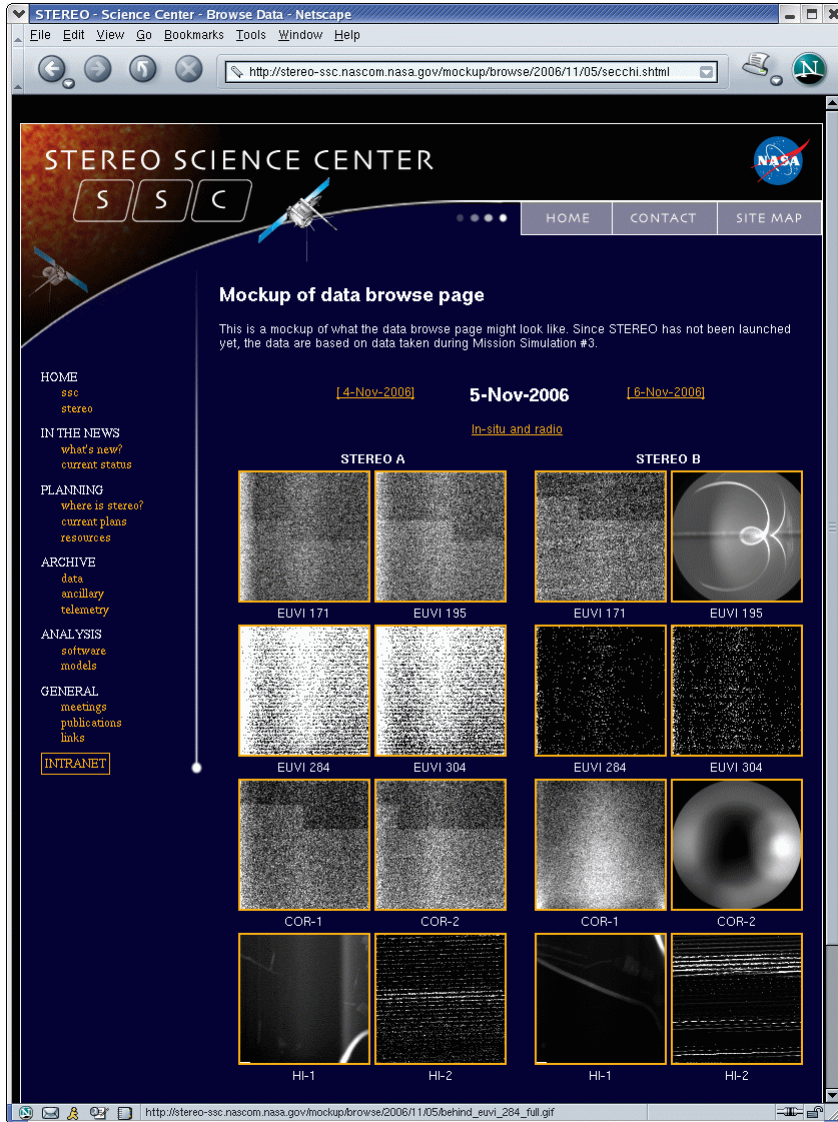 STEREO - Science Center - Browse Data - Netscape
File Edit View Go Bookmarks Tools Window Help
http://stereo-ssc.nascom.nasa.gov/mockup/browse/2006/11/05/secchi.shtml
N
STEREO SCIENCE CENTER
S S C
NASA
HOME CONTACT SITE MAP
Mockup of data browse page
This is a mockup of what the data browse page might look like. Since STEREO has not been launched
yet, the data are based on data taken during Mission Simulation #3.
[ 4-Nov-2006] 5-Nov-2006 [ 6-Nov-2006]
In-situ and radio
HOME
ssc
stereo
IN THE NEWS
what's new?
current status
PLANNING
where is stereo?
current plans
resources
ARCHIVE
data
ancillary
telemetry
ANALYSIS
software
models
GENERAL
meetings
publications
links
INTRANET
STEREO A STEREO B
EUVI 171 EUVI 195 EUVI 171 EUVI 195
EUVI 284 EUVI 304 EUVI 284 EUVI 304
COR-1 COR-2 COR-1 COR-2
HI-1 HI-2 HI-1 HI-2
http://stereo-ssc.nascom.nasa.gov/mockup/browse/2006/11/05/behind_euvi_284_full.gif